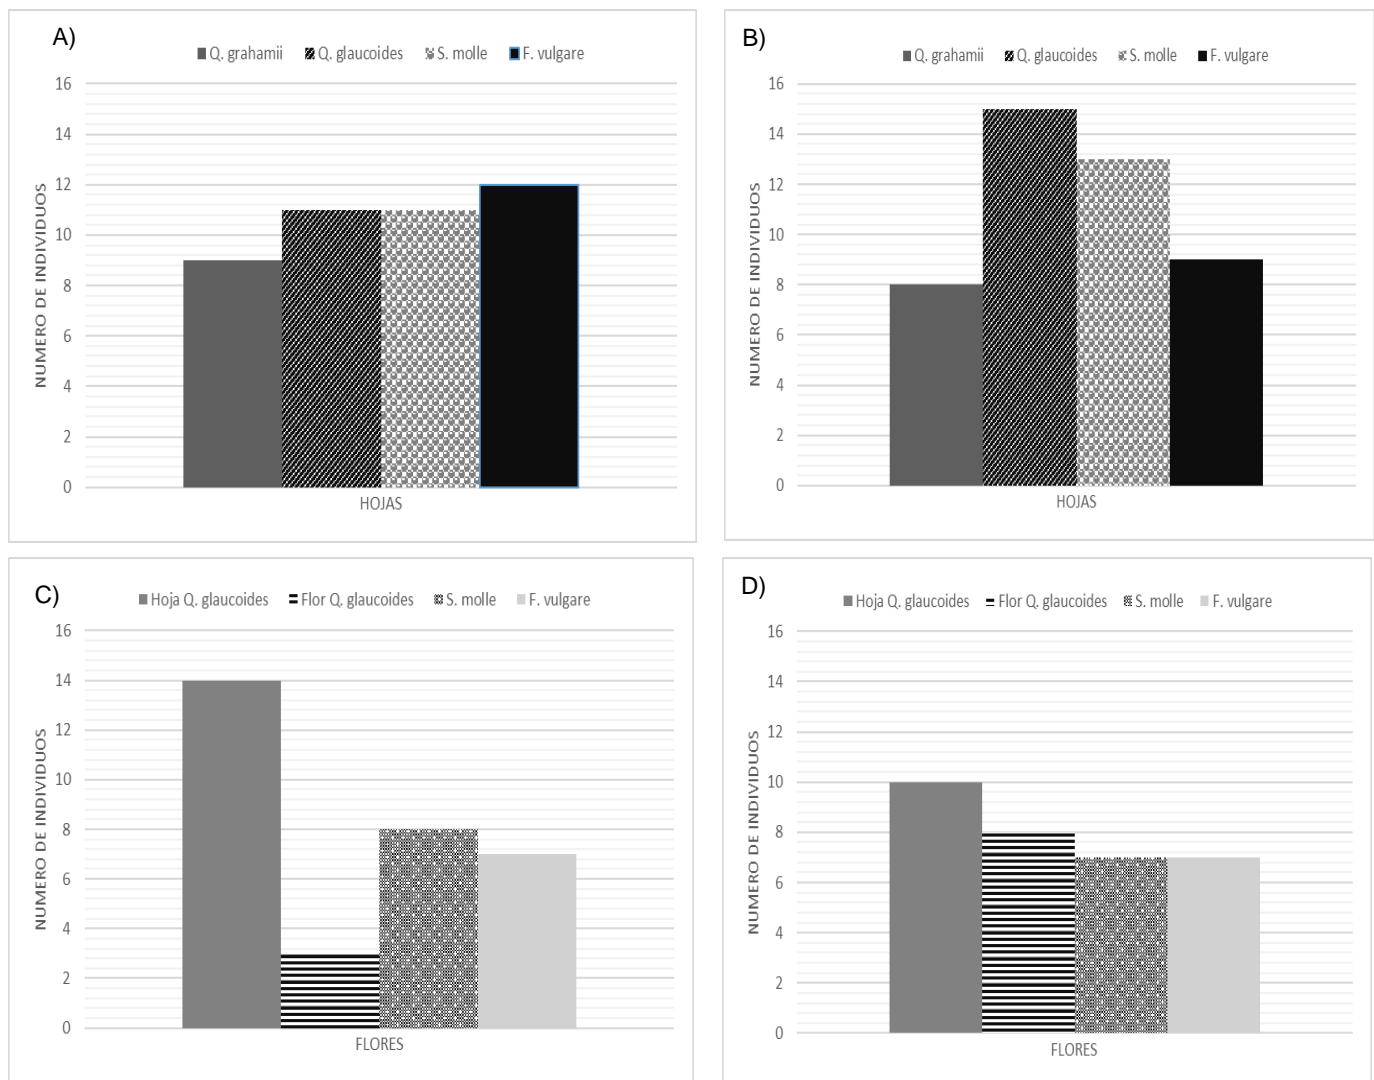 A)
Q. grahamii Q. glaucoides S. molle F. vulgare
16
14
12
10
8
6
4
2
0
NUMERO DE INDIVIDUOS
HOJAS
B)
Q. grahamii Q. glaucoides S. molle F. vulgare
16
14
12
10
8
6
4
2
0
NUMERO DE INDIVIDUOS
HOJAS
C)
Hoja Q. glaucoides Flor Q. glaucoides S. molle F. vulgare
16
14
12
10
8
6
4
2
0
NUMERO DE INDIVIDUOS
FLORES
D)
Hoja Q. glaucoides Flor Q. glaucoides S. molle F. vulgare
16
14
12
10
8
6
4
2
0
NUMERO DE INDIVIDUOS
FLORES